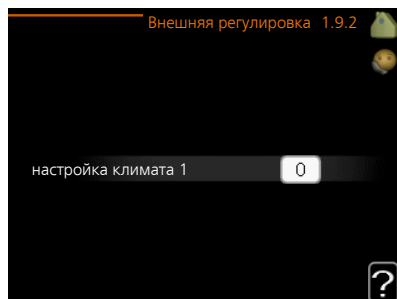 Внешняя регулировка 1.9.2
настройка климата 1 0
?